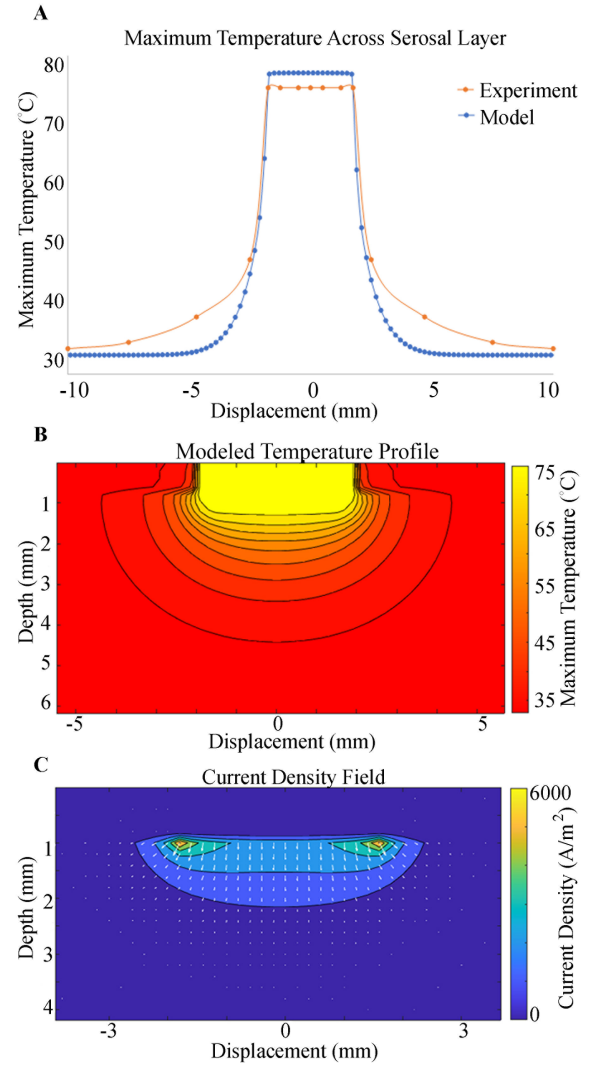 A
Maximum Temperature Across Serosal Layer
80
70
60
50
40
30
Maximum Temperature (°C)
Experiment
Model
-10
-5
0
5
10
Displacement (mm)
B
Modeled Temperature Profile
1
2
3
4
5
6
Depth (mm)
-5
0
5
Displacement (mm)
75
65
55
45
35
Maximum Temperature (°C)
C
Current Density Field
1
2
3
4
Depth (mm)
-3
0
3
Displacement (mm)
6000
0
Current Density (A/m²)